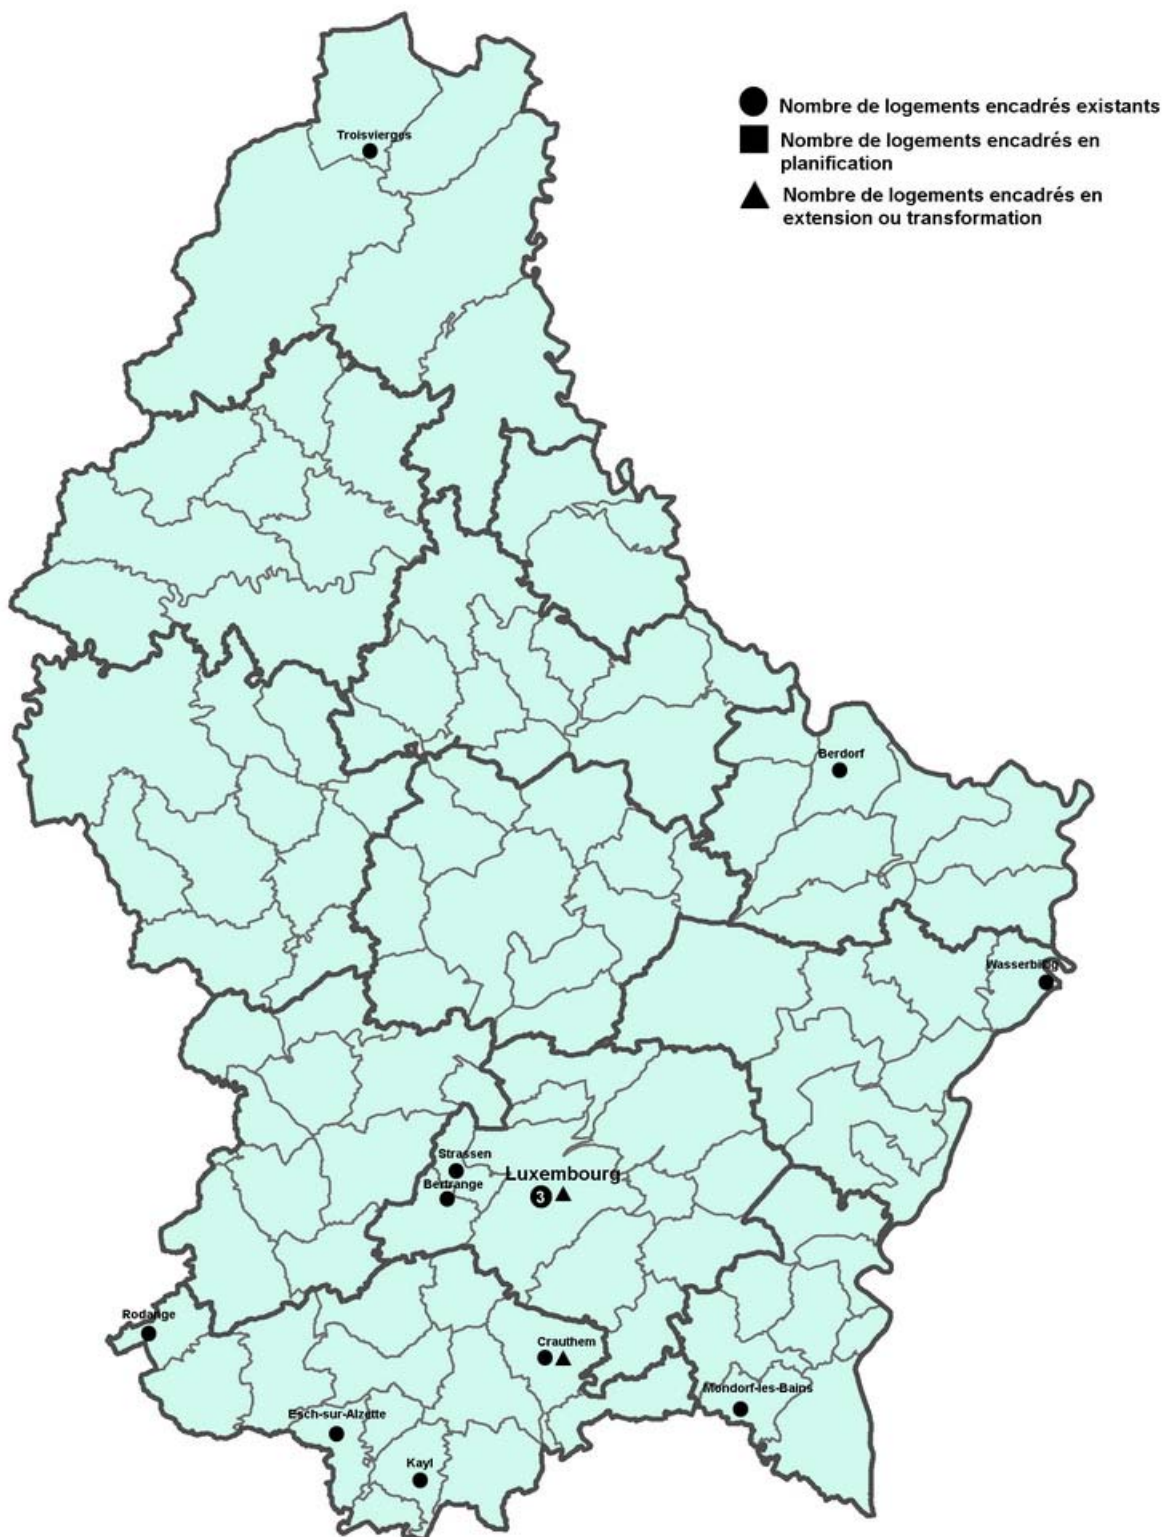 Nombre de logements encadrés existants
Nombre de logements encadrés en
planification
Nombre de logements encadrés en
extension ou transformation
Troisvierges
Berdorf
Wasserbillig
Strassen
Luxembourg
Bertrange
3
Rodange
Crauthem
Mondorf-les-Bains
Esch-sur-Alzette
Kayl